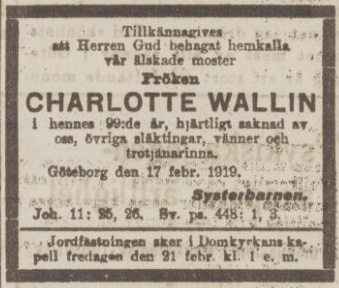 Tillkännagives
att Herren Gud behagat hemkalla
vår älskade moster
Fröken
CHARLOTTE WALLIN
i hennes 99:de år, hjärtligt saknad av
oss, övriga släktingar, vänner och
trotjänarinna.
Göteborg den 17 febr. 1919.
Systerbarnen.
Joh. 11: 25, 26. Sv. ps. 448: 1, 3.
Jordfästningen sker i Domkyrkans ka-
pell fredagen den 21 febr. kl. 1 e. m.